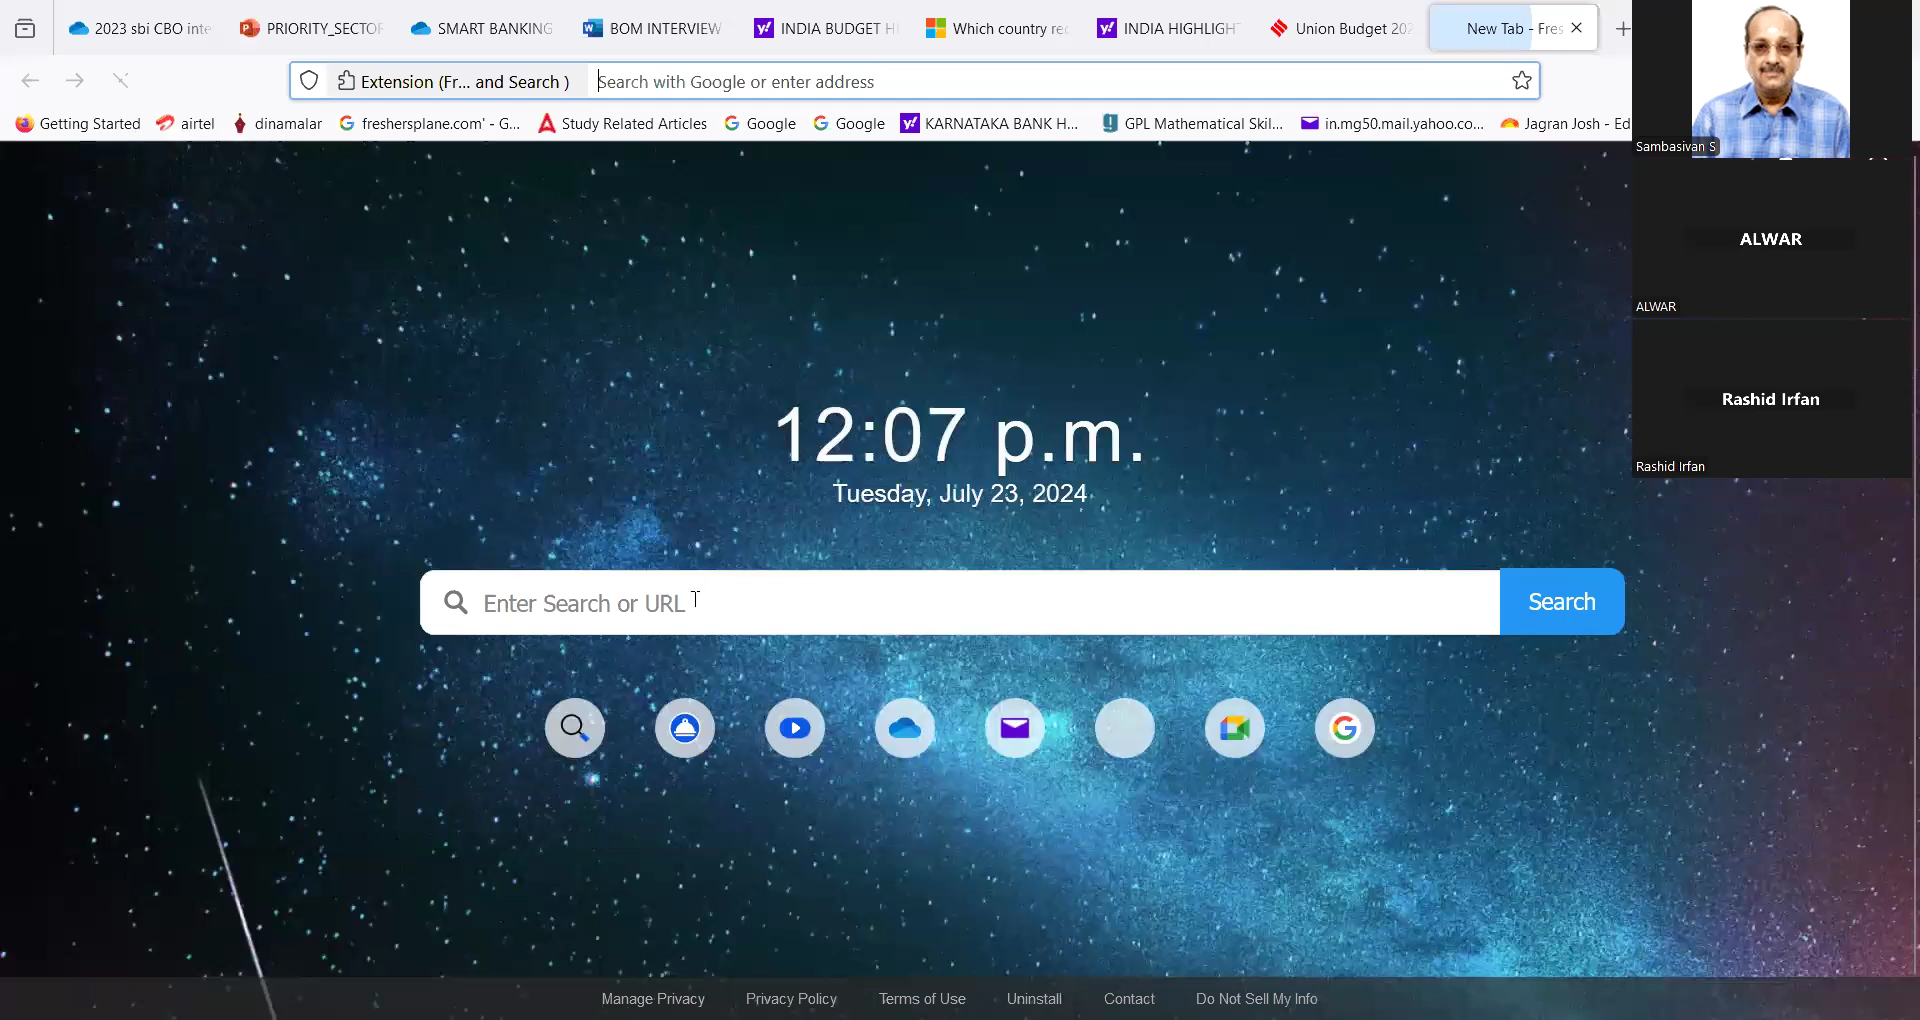 2023 sbi CBO inte
PRIORITY_SECTOR
SMART BANKING
BOM INTERVIEW
INDIA BUDGET H
Which country re
INDIA HIGHLIGH
Union Budget 202
New Tab - Fres
Extension (Fr... and Search )
Search with Google or enter address
Getting Started
airtel
dinamalar
freshersplane.com' - G...
Study Related Articles
Google
Google
KARNATAKA BANK H...
GPL Mathematical Skil...
in.mg50.mail.yahoo.co...
Jagran Josh - Ed
Sambasivan S
ALWAR
ALWAR
Rashid Irfan
Rashid Irfan
12:07 p.m.
Tuesday, July 23, 2024
Enter Search or URL
Search
Manage Privacy
Privacy Policy
Terms of Use
Uninstall
Contact
Do Not Sell My Info